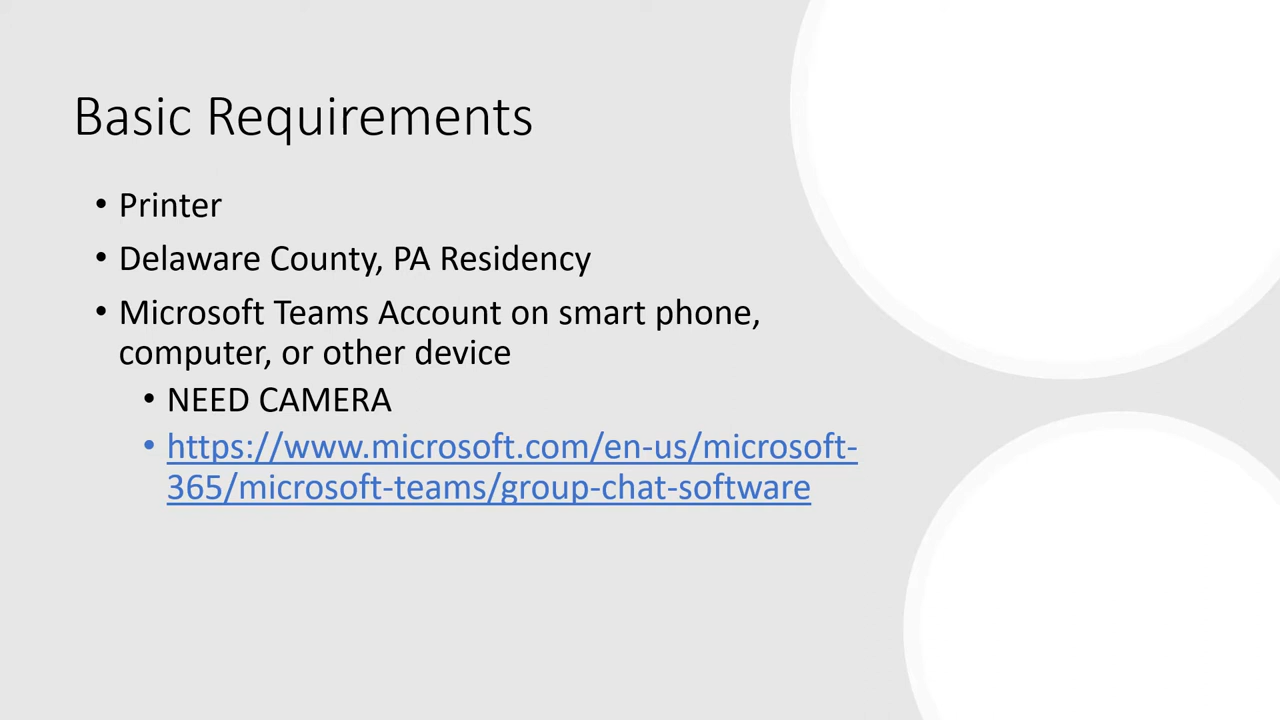 Basic Requirements
• Printer
• Delaware County, PA Residency
• Microsoft Teams Account on smart phone,
computer, or other device
• NEED CAMERA
• https://www.microsoft.com/en-us/microsoft-
365/microsoft-teams/group-chat-software